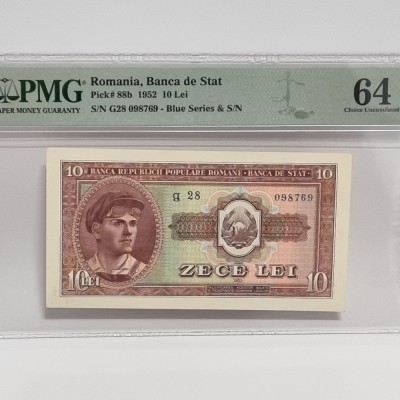 PMG
PAPER MONEY GUARANTY
Romania, Banca de Stat
Pick# 88b 1952 10 Lei
S/N G28 098769 - Blue Series & S/N
64
Choice Uncirculated
10 BANCA REPUBLICII POPULARE ROMANE - BANCA DE STAT 10
g 28 098769
ZECE LEI
10 LEI
1952
10